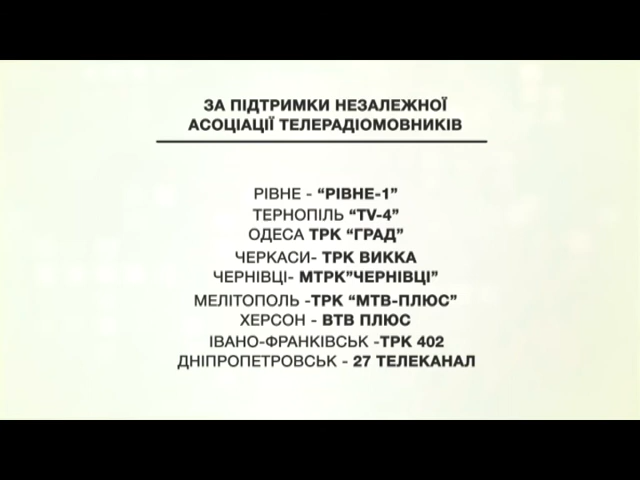 ЗА ПІДТРИМКИ НЕЗАЛЕЖНОЇ
АСОЦІАЦІЇ ТЕЛЕРАДІОМОВНИКІВ
РІВНЕ - “РІВНЕ-1”
ТЕРНОПІЛЬ “TV-4”
ОДЕСА ТРК “ГРАД”
ЧЕРКАСИ- ТРК ВИККА
ЧЕРНІВЦІ- МТРК”ЧЕРНІВЦІ”
МЕЛІТОПОЛЬ -ТРК “МТВ-ПЛЮС”
ХЕРСОН - ВТВ ПЛЮС
ІВАНО-ФРАНКІВСЬК -ТРК 402
ДНІПРОПЕТРОВСЬК - 27 ТЕЛЕКАНАЛ